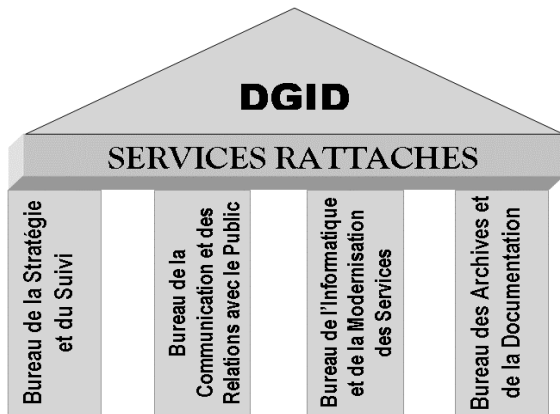 DGID
SERVICES RATTACHES
Bureau de la Stratégie
et du Suivi
Bureau de la
Communication et des
Relations avec le Public
Bureau de l'Informatique
et de la Modernisation
des Services
Bureau des Archives et
de la Documentation